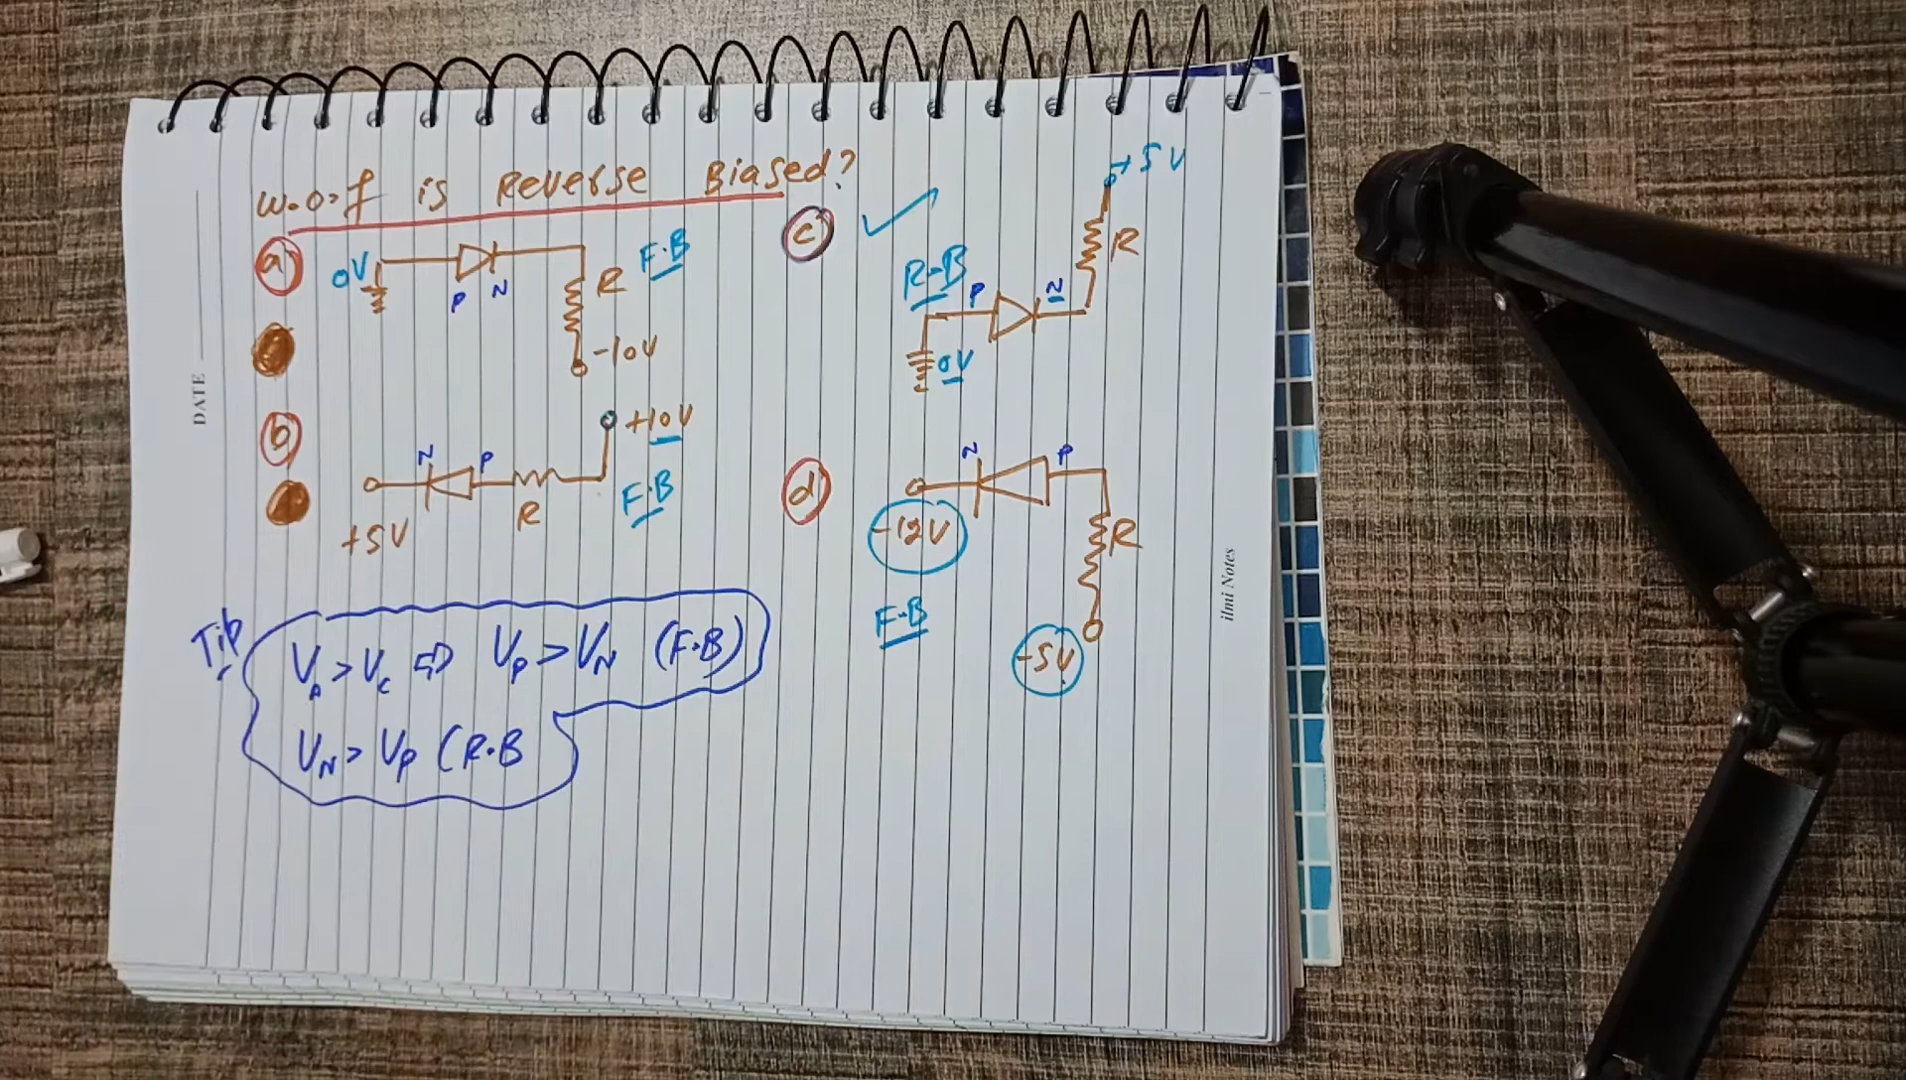 W.O.F is Reverse Biased?
a
0V
P
N
R
F.B
-10V
b
+10V
N
P
R
+5V
F.B
c
+5V
R
R-B
P
N
0V
d
N
P
-12V
R
F-B
-5V
Tip
VA > VC ⇒ VP > VN (F.B)
VN > VP (R.B
DATE
ilmi Notes